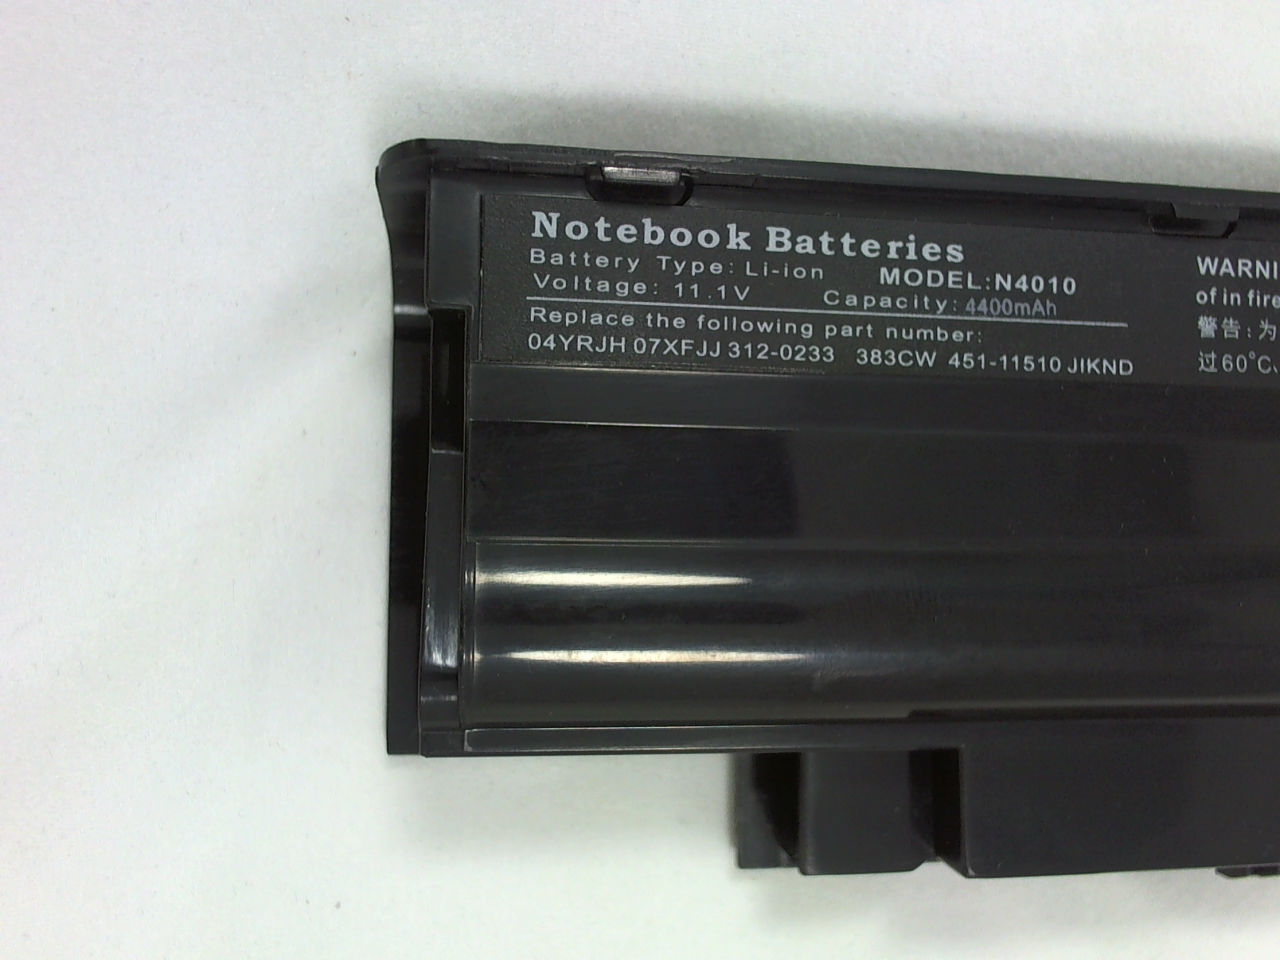 Notebook Batteries
Battery Type: Li-ion MODEL:N4010
Voltage: 11.1V Capacity: 4400mAh
Replace the following part number:
04YRJH 07XFJJ 312-0233 383CW 451-11510 JIKND
of in fire
警告:为
过60°C、